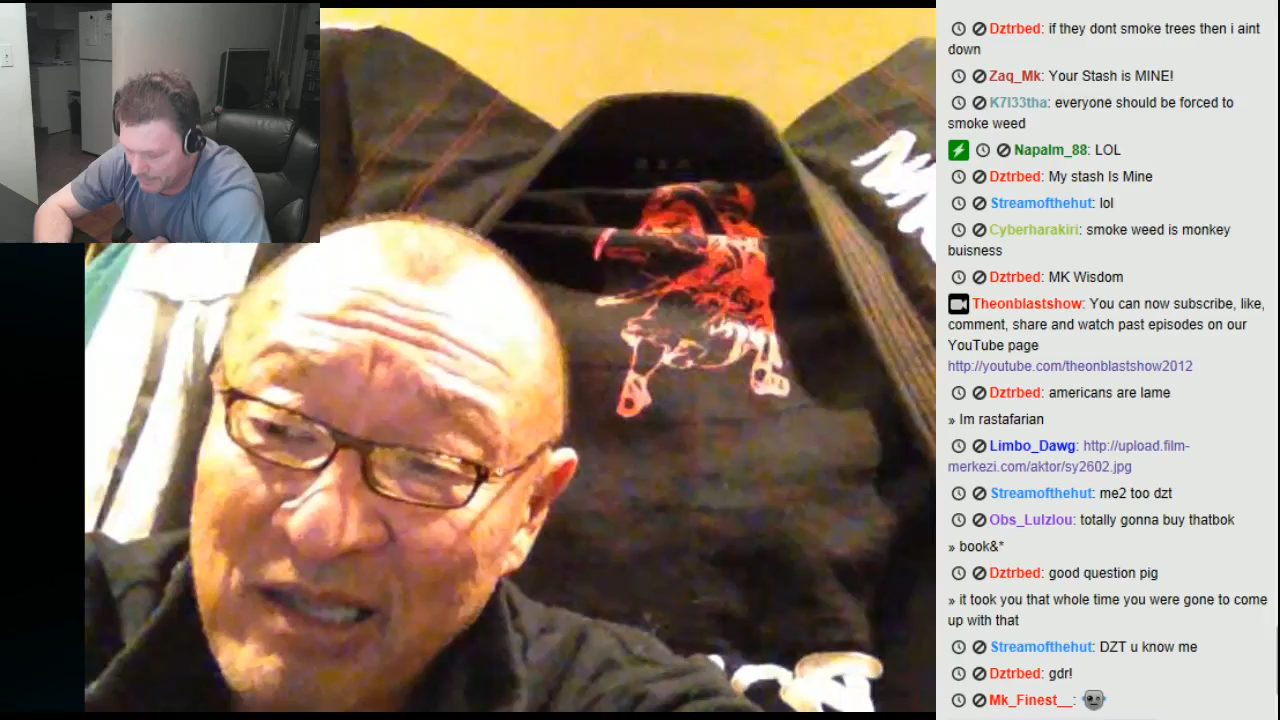 Dztrbed: if they dont smoke trees then i aint
down
Zaq_Mk: Your Stash is MINE!
K7l33tha: everyone should be forced to
smoke weed
Napalm_88: LOL
Dztrbed: My stash Is Mine
Streamofthehut: lol
Cyberharakiri: smoke weed is monkey
buisness
Dztrbed: MK Wisdom
Theonblastshow: You can now subscribe, like,
comment, share and watch past episodes on our
YouTube page
http://youtube.com/theonblastshow2012
Dztrbed: americans are lame
» Im rastafarian
Limbo_Dawg: http://upload.film-
merkezi.com/aktor/sy2602.jpg
Streamofthehut: me2 too dzt
Obs_Lulzlou: totally gonna buy thatbok
» book&*
Dztrbed: good question pig
» it took you that whole time you were gone to come
up with that
Streamofthehut: DZT u know me
Dztrbed: gdr!
Mk_Finest__: